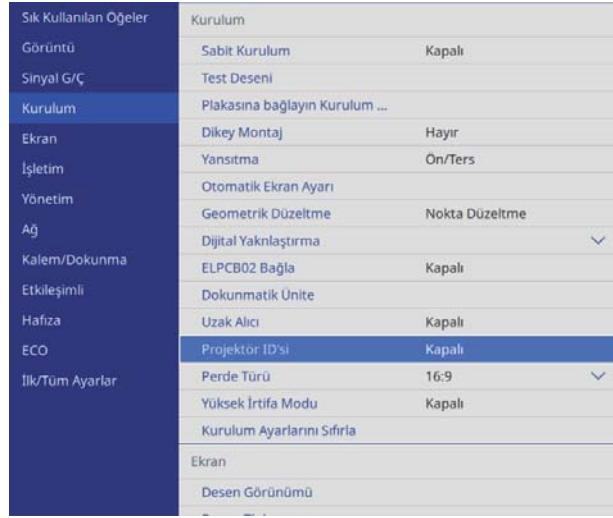 Sık Kullanılan Öğeler
Görüntü
Sinyal G/Ç
Kurulum
Ekran
İşletim
Yönetim
Ağ
Kalem/Dokunma
Etkileşimli
Hafıza
ECO
İlk/Tüm Ayarlar
Kurulum
Sabit Kurulum Kapalı
Test Deseni
Plakasına bağlayın Kurulum ...
Dikey Montaj Hayır
Yansıtma Ön/Ters
Otomatik Ekran Ayarı
Geometrik Düzeltme Nokta Düzeltme
Dijital Yaknlaştırma
ELPCB02 Bağla Kapalı
Dokunmatik Ünite
Uzak Alıcı Kapalı
Projektör ID'si Kapalı
Perde Türü 16:9
Yüksek İrtifa Modu Kapalı
Kurulum Ayarlarını Sıfırla
Ekran
Desen Görünümü